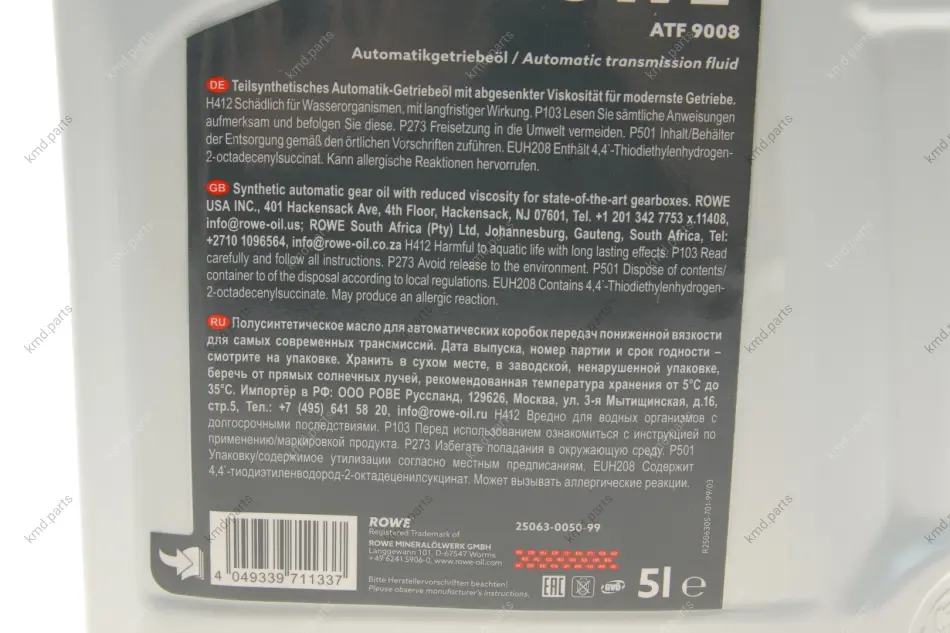 ATF 9008
Automatikgetriebeöl / Automatic transmission fluid
DE Teilsynthetisches Automatik-Getriebeöl mit abgesenkter Viskosität für modernste Getriebe.
H412 Schädlich für Wasserorganismen, mit langfristiger Wirkung. P103 Lesen Sie sämtliche Anweisungen
aufmerksam und befolgen Sie diese. P273 Freisetzung in die Umwelt vermeiden. P501 Inhalt/Behälter
der Entsorgung gemäß den örtlichen Vorschriften zuführen. EUH208 Enthält 4,4´-Thiodiethylenhydrogen-
2-octadecenylsuccinat. Kann allergische Reaktionen hervorrufen.
GB Synthetic automatic gear oil with reduced viscosity for state-of-the-art gearboxes. ROWE
USA INC., 401 Hackensack Ave, 4th Floor, Hackensack, NJ 07601, Tel. +1 201 342 7753 x.11408,
info@rowe-oil.us; ROWE South Africa (Pty) Ltd, Johannesburg, Gauteng, South Africa, Tel:
+2710 1096564, info@rowe-oil.co.za H412 Harmful to aquatic life with long lasting effects. P103 Read
carefully and follow all instructions. P273 Avoid release to the environment. P501 Dispose of contents/
container to of the disposal according to local regulations. EUH208 Contains 4,4´-Thiodiethylenhydrogen-
2-octadecenylsuccinate. May produce an allergic reaction.
RU Полусинтетическое масло для автоматических коробок передач пониженной вязкости
для самых современных трансмиссий. Дата выпуска, номер партии и срок годности –
смотрите на упаковке. Хранить в сухом месте, в заводской, ненарушенной упаковке,
беречь от прямых солнечных лучей, рекомендованная температура хранения от 5°C до
35°C. Импортёр в РФ: ООО РОВЕ Руссланд, 129626, Москва, ул. 3-я Мытищинская, д.16,
стр.5, Тел.: +7 (495) 641 58 20, info@rowe-oil.ru H412 Вредно для водных организмов с
долгосрочными последствиями. P103 Перед использованием ознакомиться с инструкцией по
применению/маркировкой продукта. P273 Избегать попадания в окружающую среду. P501
Упаковку/содержимое утилизации согласно местным предписаниям. EUH208 Содержит
4,4´-тиодиэтиленводород-2-октадеценилсукцинат. Может вызывать аллергические реакции.
4 049339 711337
ROWE
Registered Trademark of
ROWE MINERALÖLWERK GMBH
Langgewann 101, D-67547 Worms
+49 6241 5906-0, www.rowe-oil.com
Bitte Herstellervorschriften beachten!
Please observe manufacturer's instructions.
25063-0050-99
EAC
5l e
R2506305-701-99/03
kmd.parts